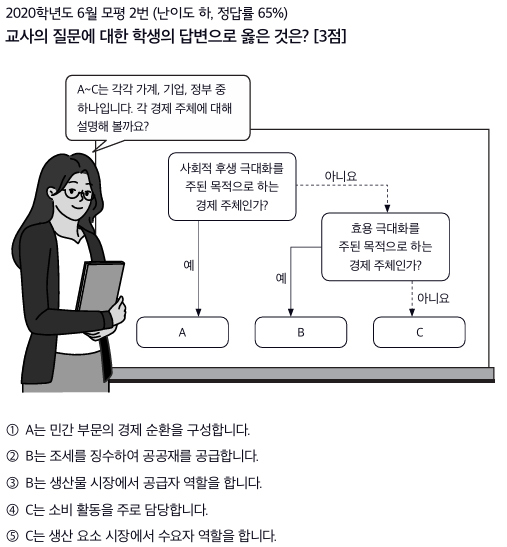 2020학년도 6월 모평 2번 (난이도 하, 정답률 65%)
교사의 질문에 대한 학생의 답변으로 옳은 것은? [3점]
A~C는 각각 가계, 기업, 정부 중
하나입니다. 각 경제 주체에 대해
설명해 볼까요?
사회적 후생 극대화를
주된 목적으로 하는
경제 주체인가?
아니요
효용 극대화를
주된 목적으로 하는
경제 주체인가?
예
예
아니요
A
B
C
① A는 민간 부문의 경제 순환을 구성합니다.
② B는 조세를 징수하여 공공재를 공급합니다.
③ B는 생산물 시장에서 공급자 역할을 합니다.
④ C는 소비 활동을 주로 담당합니다.
⑤ C는 생산 요소 시장에서 수요자 역할을 합니다.